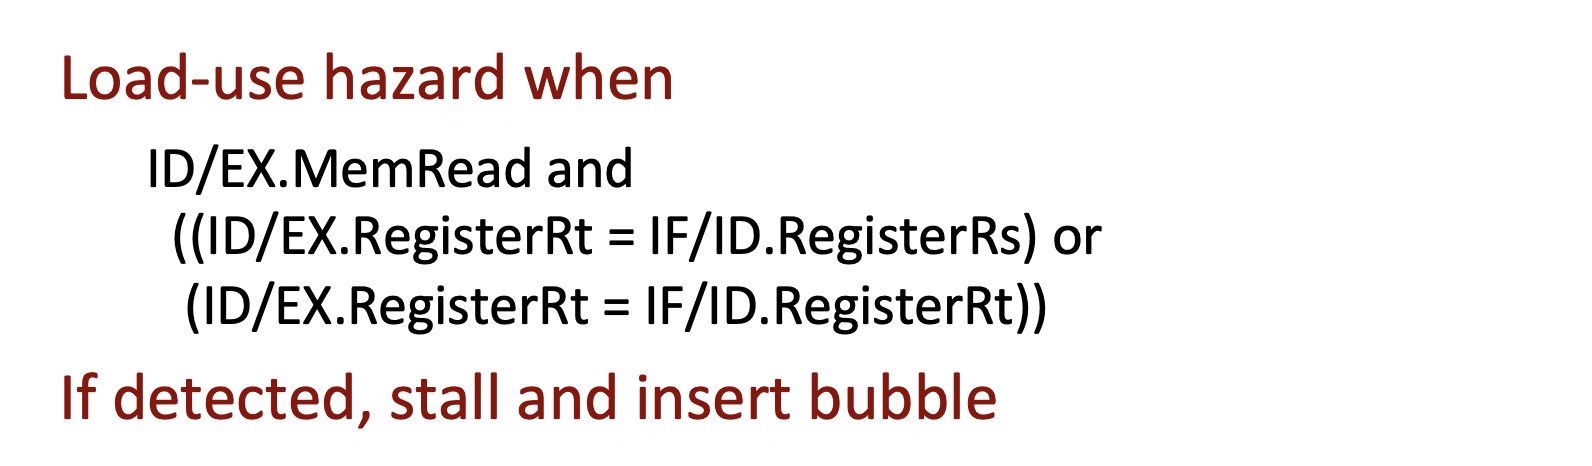 Load-use hazard when
ID/EX.MemRead and
((ID/EX.RegisterRt = IF/ID.RegisterRs) or
(ID/EX.RegisterRt = IF/ID.RegisterRt))
If detected, stall and insert bubble